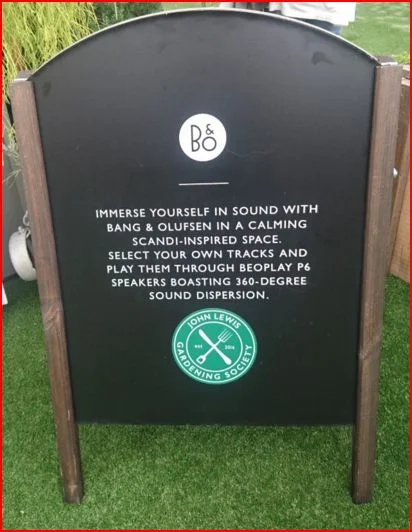 B&O
IMMERSE YOURSELF IN SOUND WITH
BANG & OLUFSEN IN A CALMING
SCANDI-INSPIRED SPACE.
SELECT YOUR OWN TRACKS AND
PLAY THEM THROUGH BEOPLAY P6
SPEAKERS BOASTING 360-DEGREE
SOUND DISPERSION.
JOHN LEWIS
EST 2016
GARDENING SOCIETY